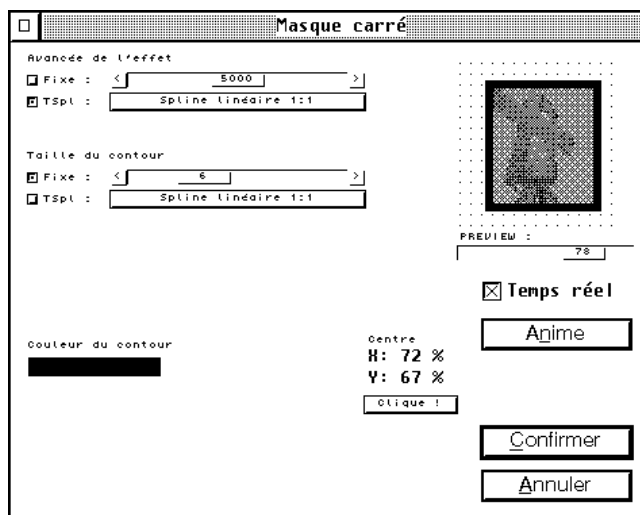 Masque carré
Avancée de l'effet
Fixe :
5000
TSpl :
Spline linéaire 1:1
Taille du contour
Fixe :
6
TSpl :
Spline linéaire 1:1
PREVIEW :
78
Temps réel
Anime
Couleur du contour
Centre
X: 72 %
Y: 67 %
Clique !
Confirmer
Annuler